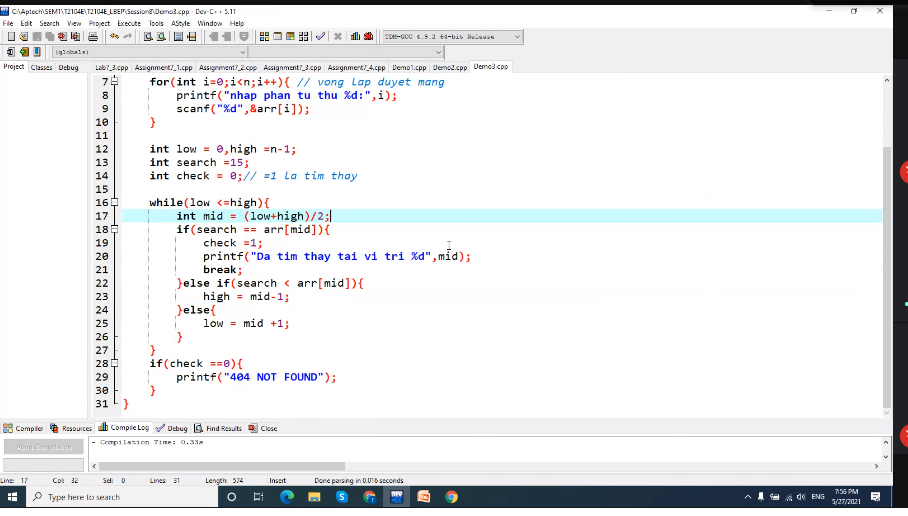 C:\Aptech\SEM1\T2104E\T2104E_LBEP\Session8\Demo3.cpp - Dev-C++ 5.11
File Edit Search View Project Execute Tools AStyle Window Help
TDM-GCC 4.9.2 64-bit Release
(globals)
Project Classes Debug Lab7_3.cpp Assignment_7_1.cpp Assignment_7_2.cpp Assignment_7_3.cpp Assignment_7_4.cpp Demo1.cpp Demo2.cpp Demo3.cpp
7 for(int i=0;i<n;i++){ // vong lap duyet mang
8 printf("nhap phan tu thu %d:",i);
9 scanf("%d",&arr[i]);
10 }
11
12 int low = 0,high =n-1;
13 int search =15;
14 int check = 0;// =1 la tim thay
15
16 while(low <=high){
17 int mid = (low+high)/2;
18 if(search == arr[mid]){
19 check =1;
20 printf("Da tim thay tai vi tri %d",mid);
21 break;
22 }else if(search < arr[mid]){
23 high = mid-1;
24 }else{
25 low = mid +1;
26 }
27 }
28 if(check ==0){
29 printf("404 NOT FOUND");
30 }
31 }
Compiler Resources Compile Log Debug Find Results Close
Abort Compilation
- Compilation Time: 0.33s
Line: 17 Col: 32 Sel: 0 Lines: 31 Length: 574 Insert Done parsing in 0.016 seconds
Type here to search
ENG
7:56 PM
5/27/2021